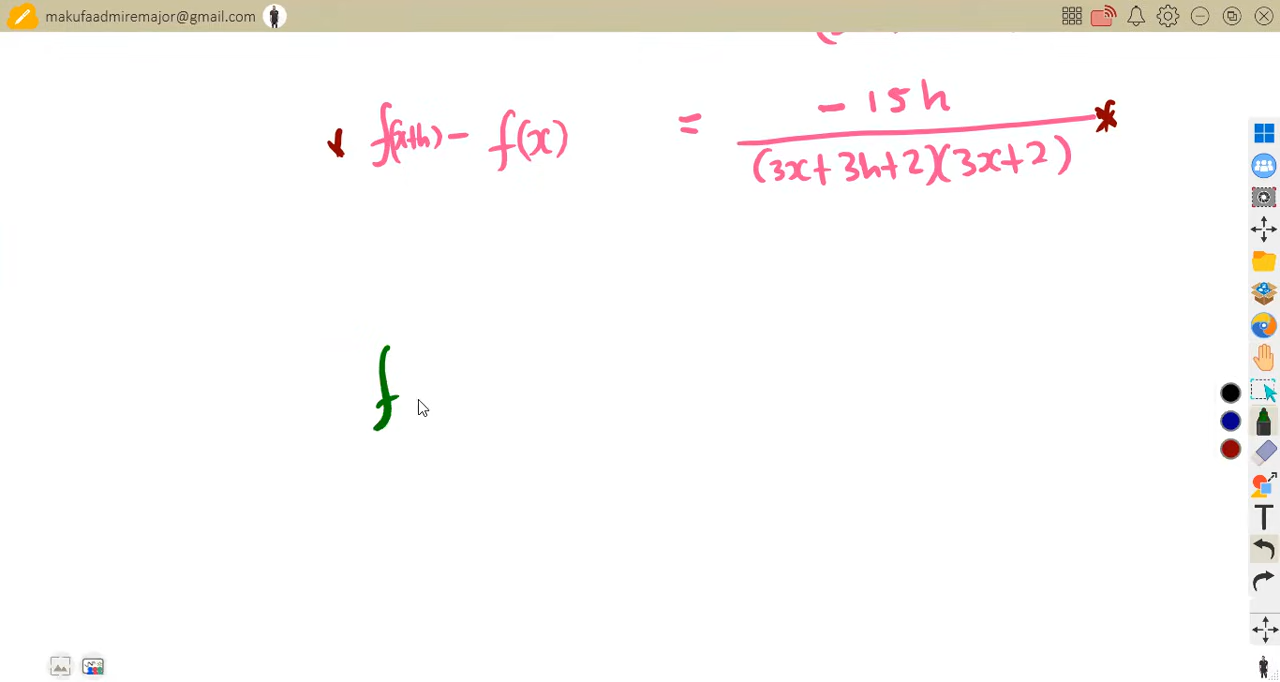 makufaadmiremajor@gmail.com
f(x+h) - f(x) = -15h / (3x+3h+2)(3x+2) *
f